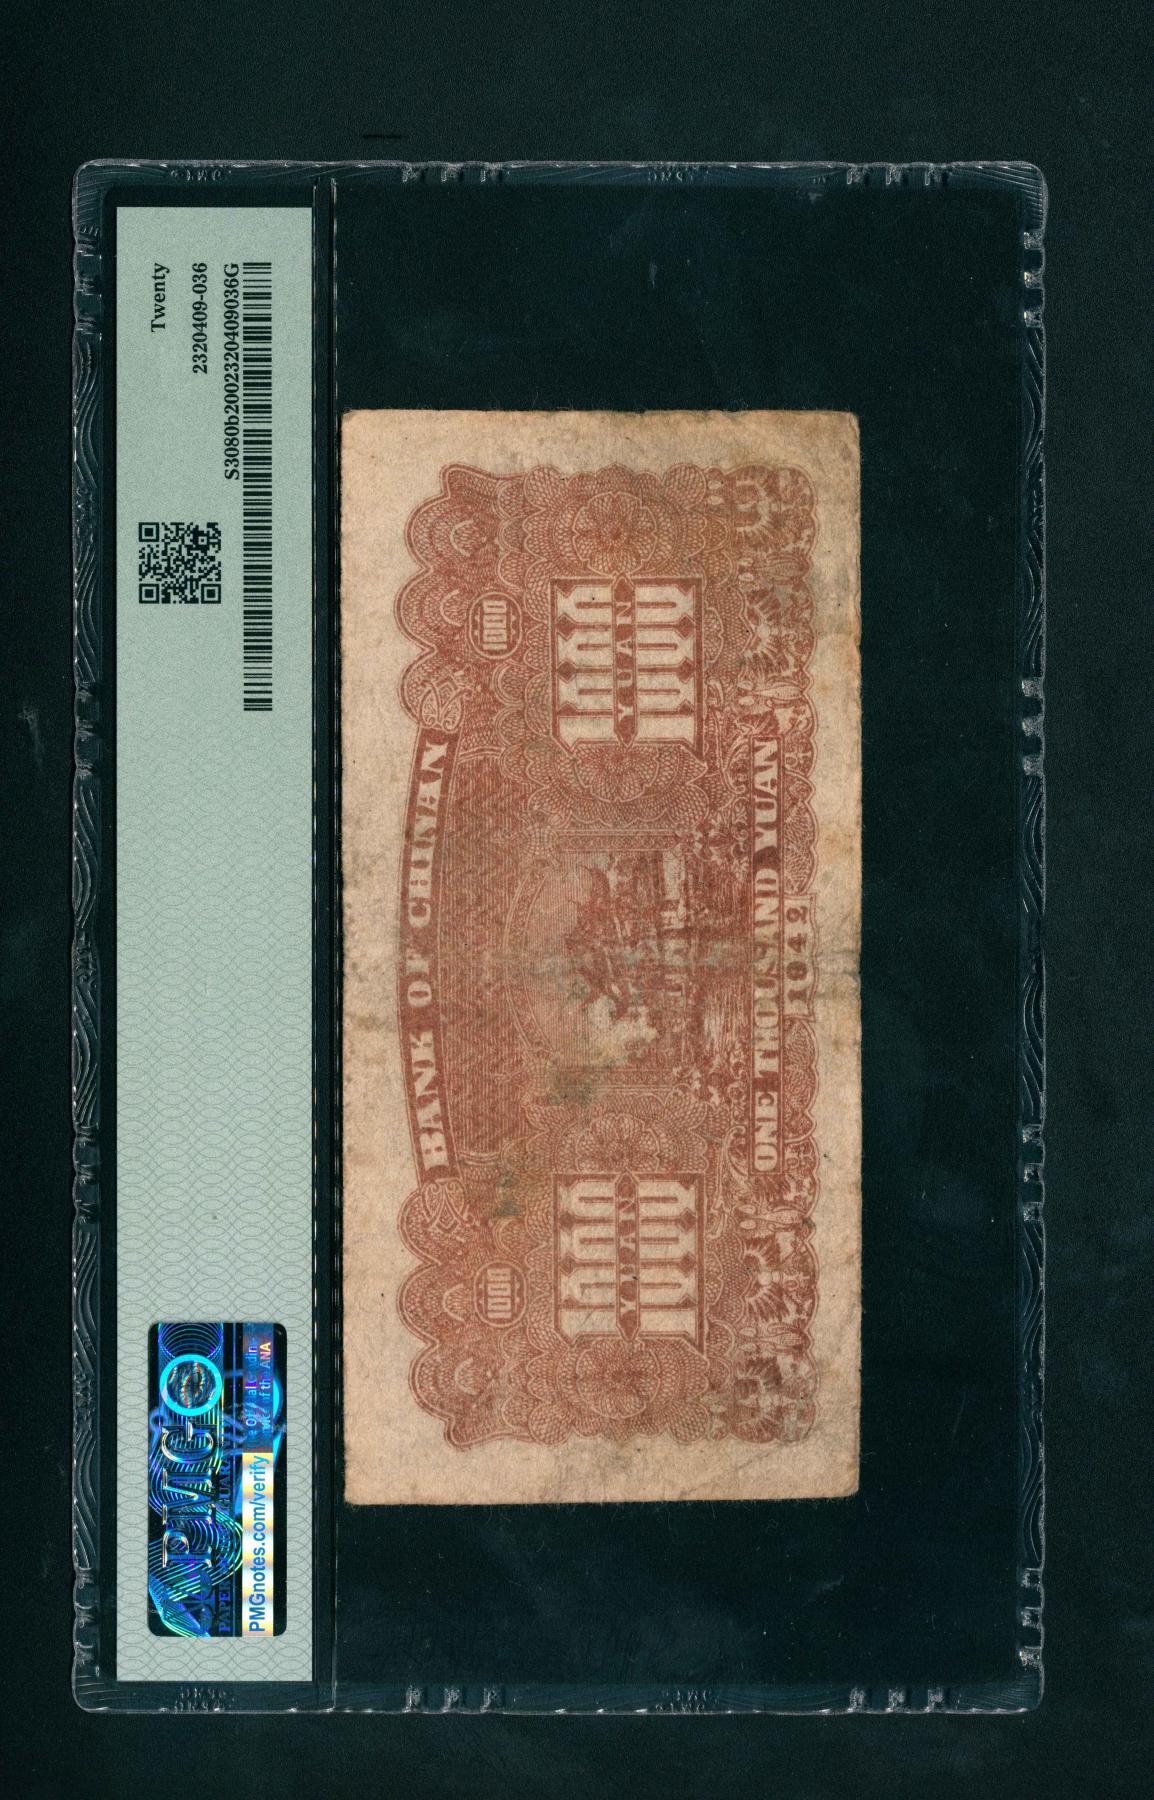 Twenty
2320409-036
S3080b2002320409036G
PMG
PMGnotes.com/verify
BANK OF CHINAN
1000
1000
1000
YUAN
1000
1000
YUAN
1000
ONE THOUSAND YUAN
1942